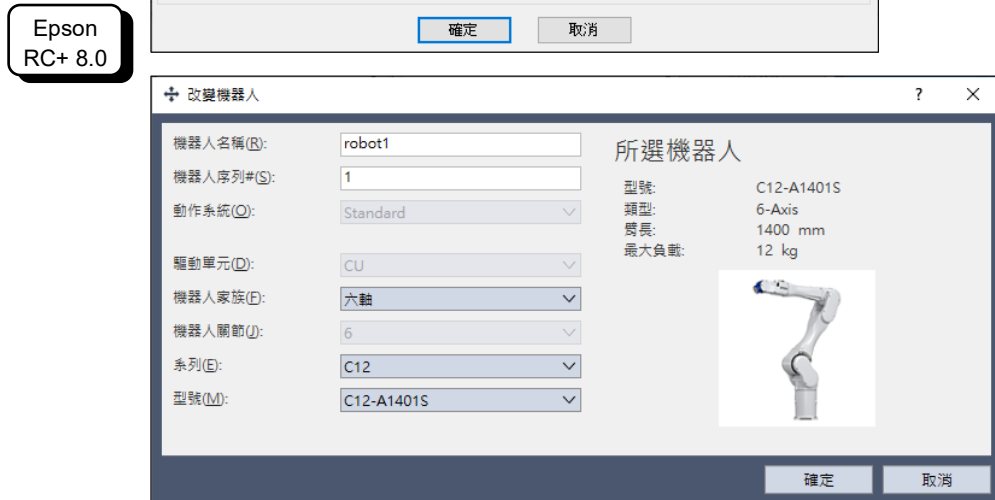 確定 取消
Epson
RC+ 8.0
改變機器人 ? ×
機器人名稱(R): robot1
機器人序列#(S): 1
動作系統(O): Standard
驅動單元(D): CU
機器人家族(F): 六軸
機器人關節(J): 6
系列(E): C12
型號(M): C12-A1401S
所選機器人
型號: C12-A1401S
類型: 6-Axis
臂長: 1400 mm
最大負載: 12 kg
確定 取消